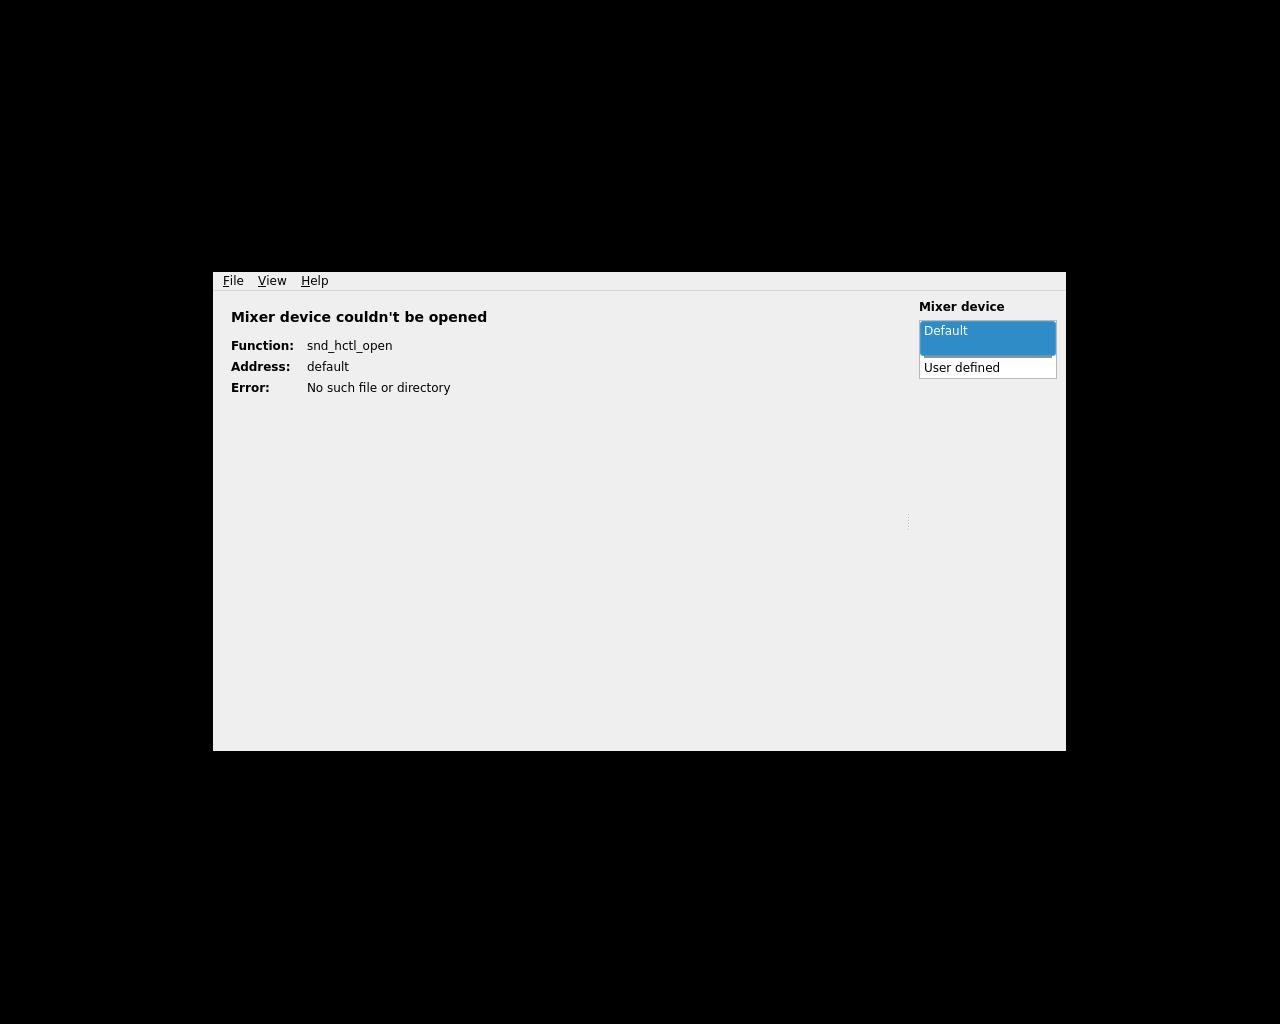 File View Help
Mixer device couldn't be opened
Function: snd_hctl_open
Address: default
Error: No such file or directory
Mixer device
Default
User defined